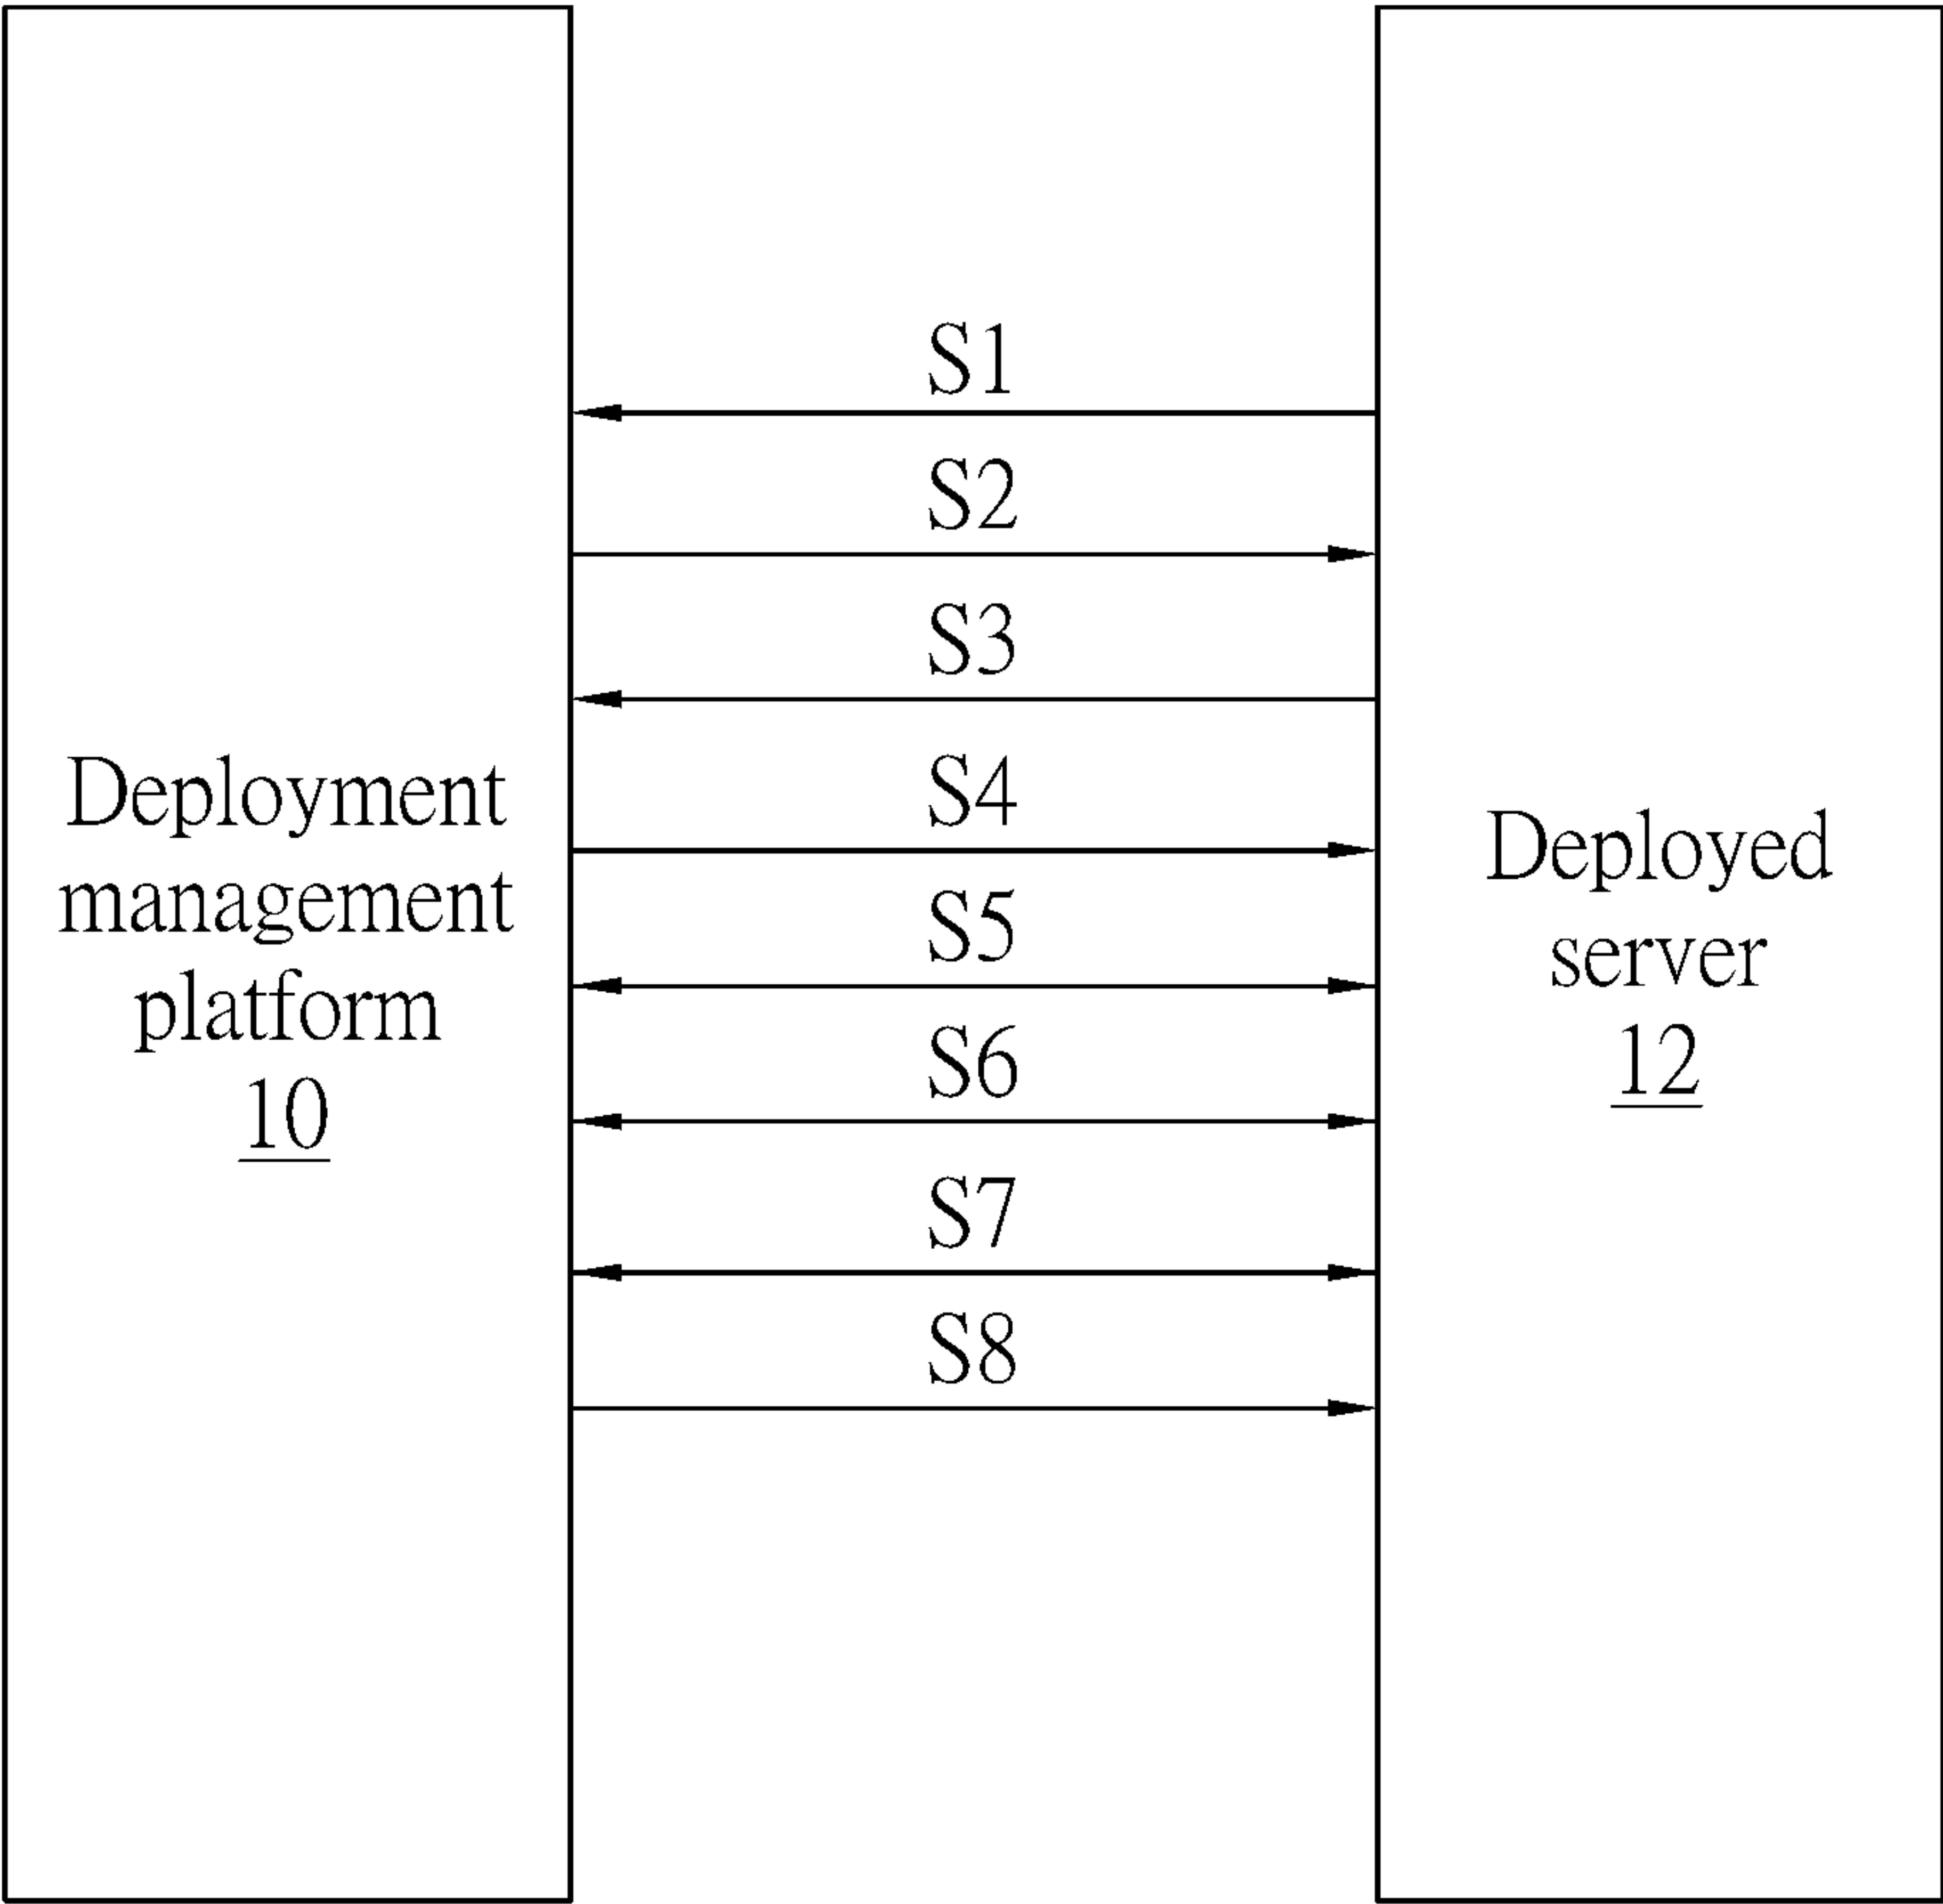 Deployment
management
platform
10
S1
S2
S3
S4
S5
S6
S7
S8
Deployed
server
12